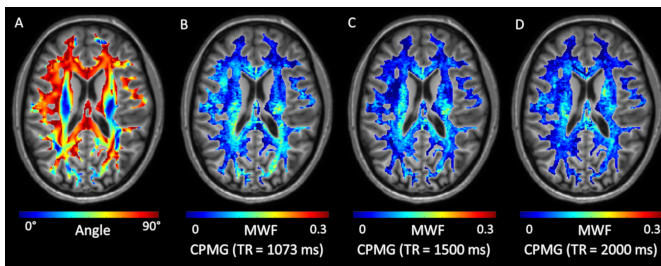 A B C D
0° Angle 90°
0 MWF 0.3
CPMG (TR = 1073 ms)
0 MWF 0.3
CPMG (TR = 1500 ms)
0 MWF 0.3
CPMG (TR = 2000 ms)